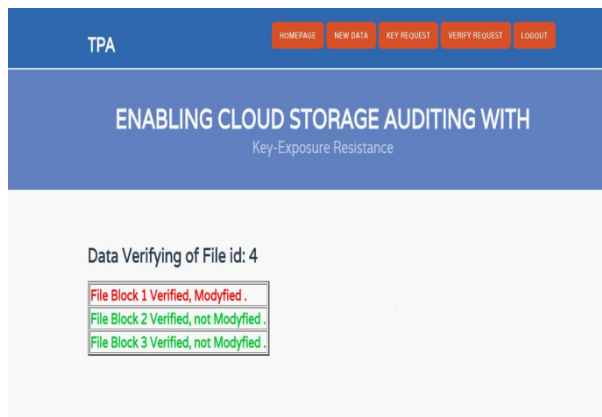 TPA
HOMEPAGE NEW DATA KEY REQUEST VERIFY REQUEST LOGOUT
ENABLING CLOUD STORAGE AUDITING WITH
Key-Exposure Resistance
Data Verifying of File id: 4
File Block 1 Verified, Modyfied .
File Block 2 Verified, not Modyfied .
File Block 3 Verified, not Modyfied .